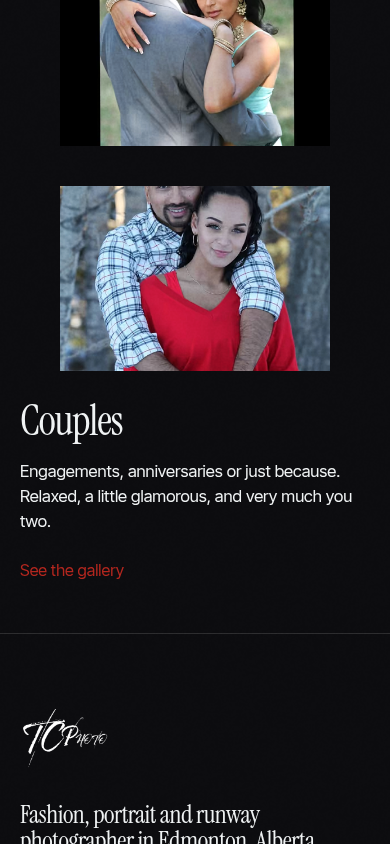 Couples
Engagements, anniversaries or just because.
Relaxed, a little glamorous, and very much you
two.
See the gallery
TCPHOTO
Fashion, portrait and runway
photographer in Edmonton, Alberta